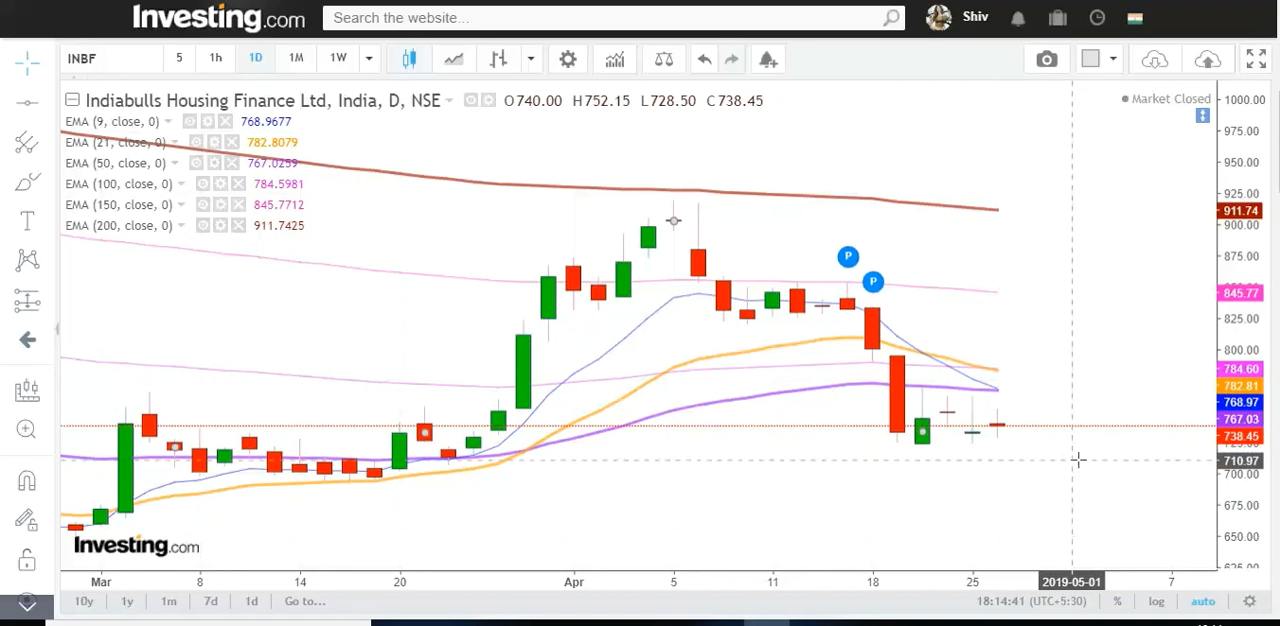 Investing.com
Search the website...
Shiv
INBF
5
1h
1D
1M
1W
Indiabulls Housing Finance Ltd, India, D, NSE
O740.00 H752.15 L728.50 C738.45
Market Closed
EMA (9, close, 0) 768.9677
EMA (21, close, 0) 782.8079
EMA (50, close, 0) 767.0259
EMA (100, close, 0) 784.5981
EMA (150, close, 0) 845.7712
EMA (200, close, 0) 911.7425
1000.00
975.00
950.00
925.00
911.74
900.00
875.00
850.00
845.77
825.00
800.00
784.60
782.81
768.97
767.03
738.45
710.97
700.00
675.00
650.00
P
P
T
Investing.com
Mar
8
14
20
Apr
5
11
18
25
2019-05-01
7
10y
1y
1m
7d
1d
Go to...
18:14:41 (UTC+5:30)
%
log
auto